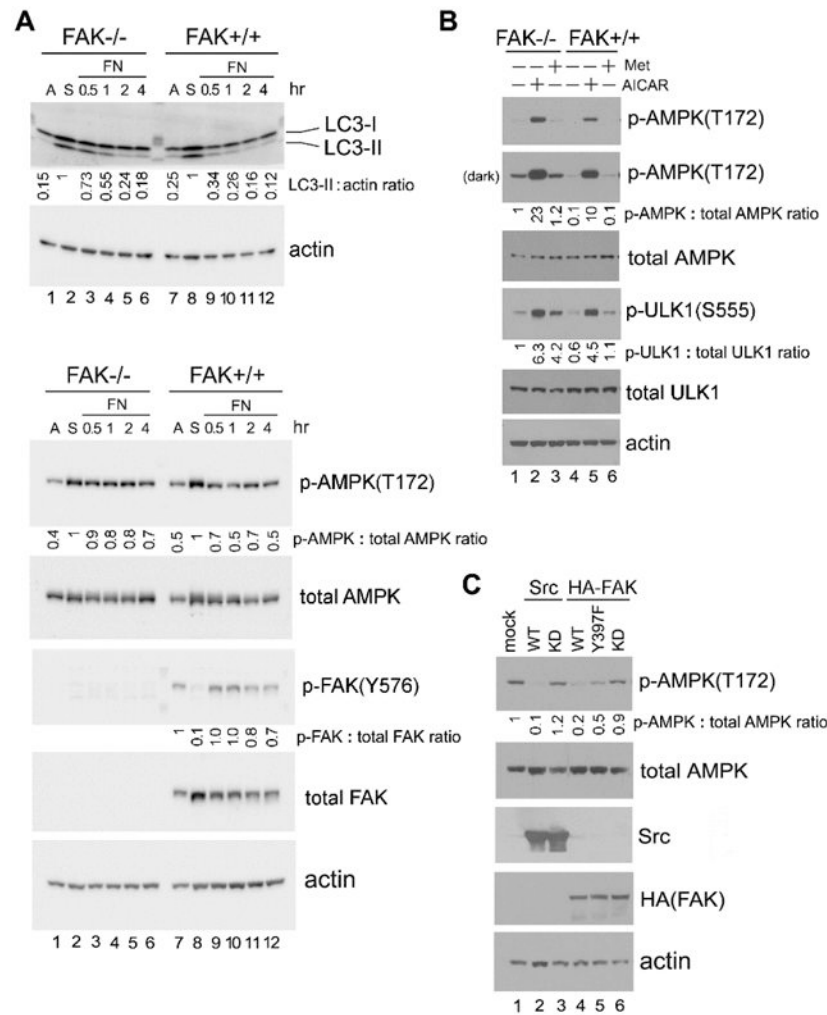 A
FAK-/- FAK+/+
FN FN
A S 0.5 1 2 4 A S 0.5 1 2 4 hr
LC3-I
LC3-II
0.15 1 0.73 0.55 0.24 0.18 0.25 1 0.34 0.26 0.16 0.12 LC3-II:actin ratio
actin
1 2 3 4 5 6 7 8 9 10 11 12
FAK-/- FAK+/+
FN FN
A S 0.5 1 2 4 A S 0.5 1 2 4 hr
p-AMPK(T172)
0.4 1 0.9 0.8 0.8 0.7 0.5 1 0.7 0.5 0.7 0.5 p-AMPK : total AMPK ratio
total AMPK
p-FAK(Y576)
1 0.1 1.0 1.0 0.8 0.7 p-FAK : total FAK ratio
total FAK
actin
1 2 3 4 5 6 7 8 9 10 11 12
B
FAK-/- FAK+/+
— — + — — + Met
— + — — + — AICAR
p-AMPK(T172)
(dark) p-AMPK(T172)
1 23 1.2 0.1 10 0.1 p-AMPK : total AMPK ratio
total AMPK
p-ULK1(S555)
1 6.3 4.2 0.6 4.5 1.1 p-ULK1 : total ULK1 ratio
total ULK1
actin
1 2 3 4 5 6
C
Src HA-FAK
mock WT KD WT Y397F KD
p-AMPK(T172)
1 0.1 1.2 0.2 0.5 0.9 p-AMPK : total AMPK ratio
total AMPK
Src
HA(FAK)
actin
1 2 3 4 5 6